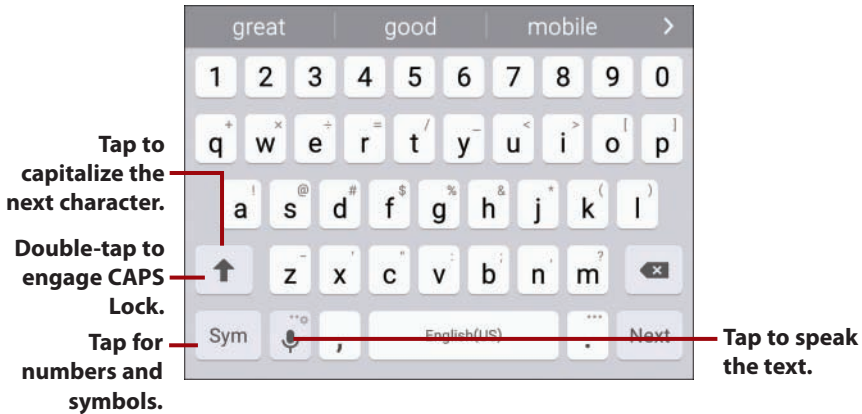 great good mobile >
1 2 3 4 5 6 7 8 9 0
+ × ÷ = / _ < > [ ]
q w e r t y u i o p
! @ # $ % & * ( )
a s d f g h j k l
- ' " : ; , ?
z x c v b n m
Sym , English(US) . Next
Tap to
capitalize the
next character.
Double-tap to
engage CAPS
Lock.
Tap for
numbers and
symbols.
Tap to speak
the text.